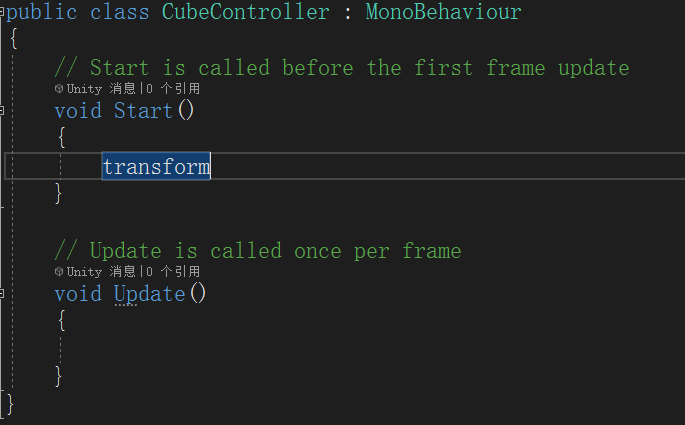 public class CubeController : MonoBehaviour
{
// Start is called before the first frame update
Unity 消息|0 个引用
void Start()
{
transform
}
// Update is called once per frame
Unity 消息|0 个引用
void Update()
{
}
}